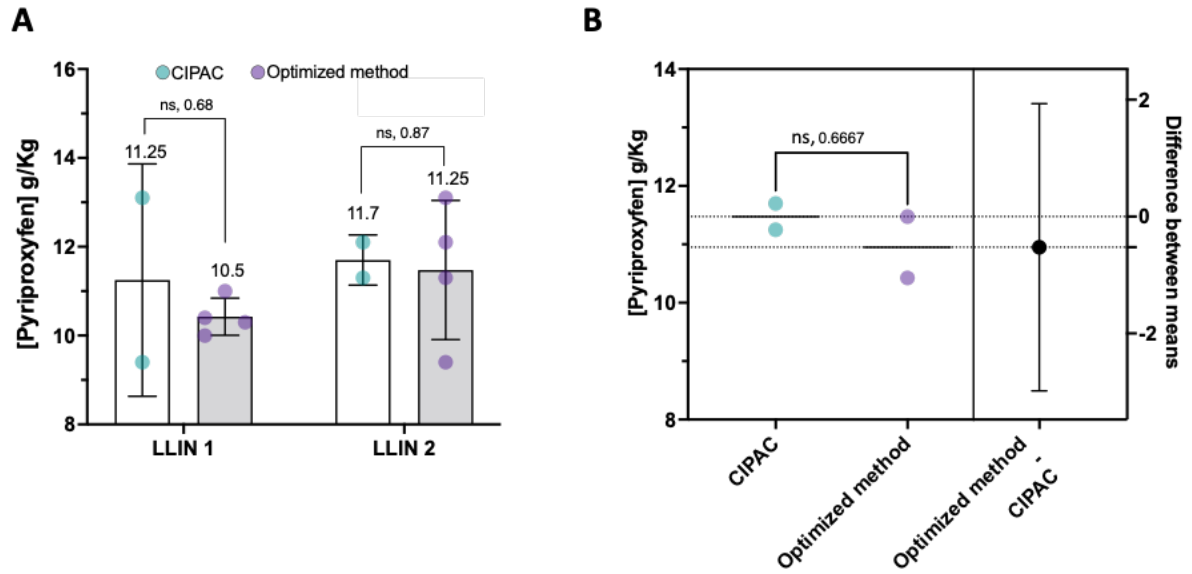 A
CIPAC Optimized method
[Pyriproxyfen] g/Kg
16
14
12
10
8
ns, 0.68
11.25
10.5
ns, 0.87
11.7
11.25
LLIN 1
LLIN 2
B
[Pyriproxyfen] g/Kg
14
12
10
8
ns, 0.6667
2
0
-2
Difference between means
CIPAC
Optimized method
Optimized method
-
CIPAC